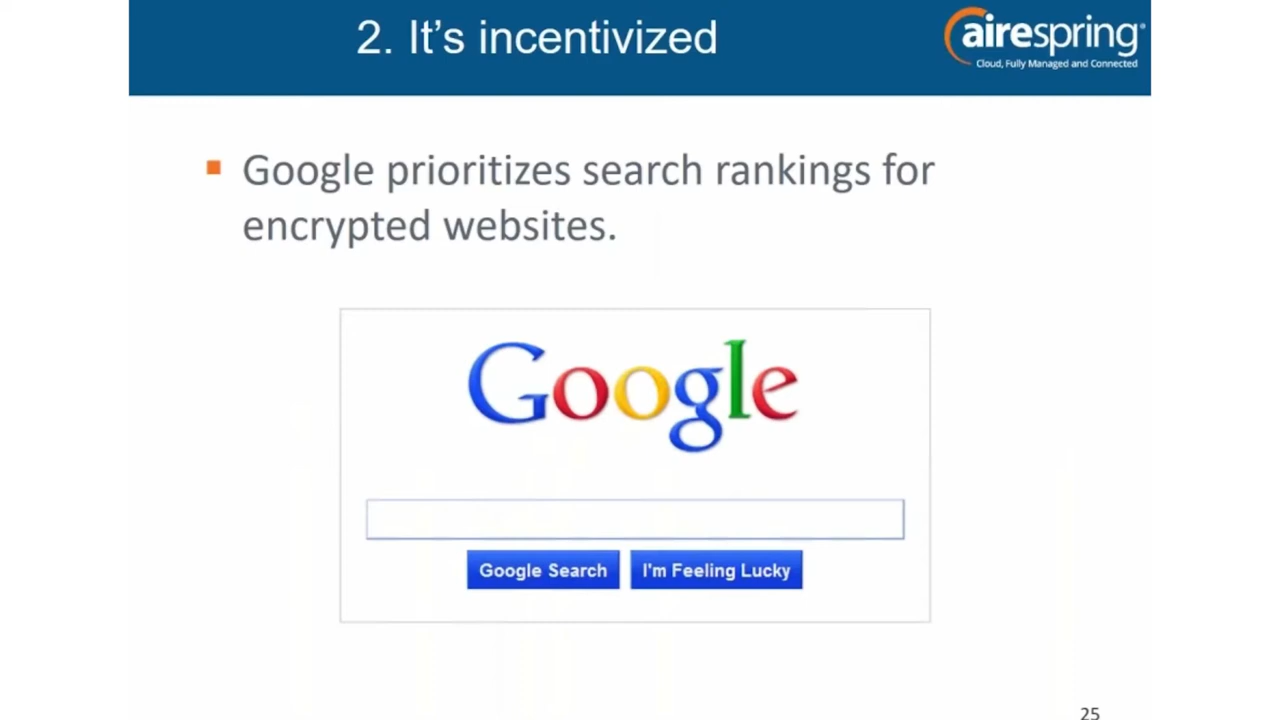 2. It's incentivized
airespring®
Cloud, Fully Managed and Connected
Google prioritizes search rankings for
encrypted websites.
Google
Google Search
I'm Feeling Lucky
25